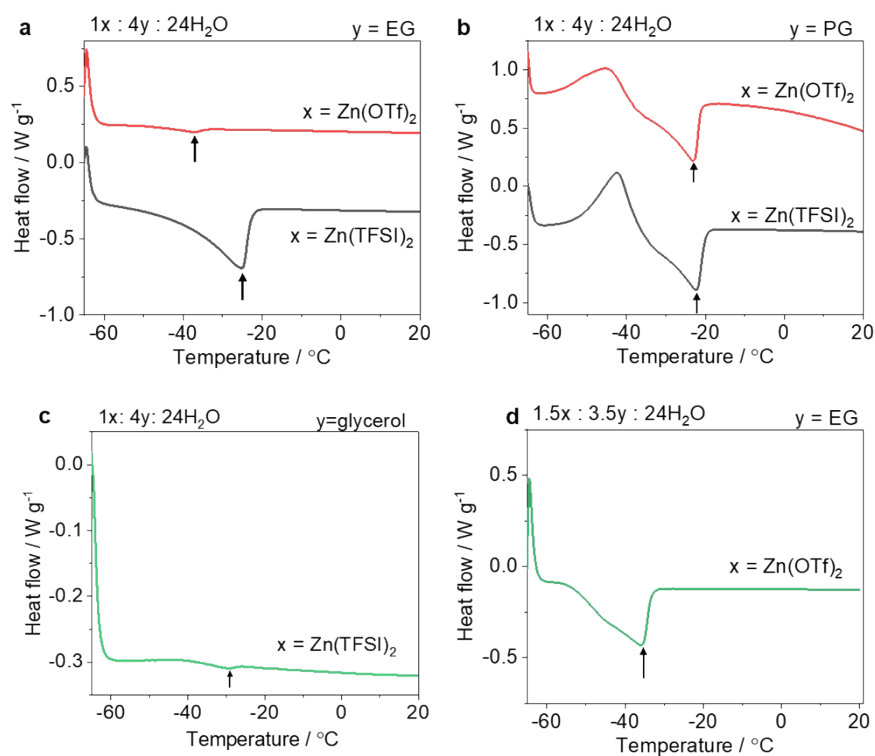 a
1x : 4y : 24H₂O y = EG
x = Zn(OTf)₂
x = Zn(TFSI)₂
Heat flow / W g⁻¹
0.5
0.0
-0.5
-1.0
-60 -40 -20 0 20
Temperature / °C
b
1x : 4y : 24H₂O y = PG
x = Zn(OTf)₂
x = Zn(TFSI)₂
Heat flow / W g⁻¹
1.0
0.5
0.0
-0.5
-1.0
-60 -40 -20 0 20
Temperature / °C
c
1x: 4y: 24H₂O y=glycerol
x = Zn(TFSI)₂
Heat flow / W g⁻¹
0.0
-0.1
-0.2
-0.3
-60 -40 -20 0 20
Temperature / °C
d
1.5x : 3.5y : 24H₂O y = EG
x = Zn(OTf)₂
Heat flow / W g⁻¹
0.5
0.0
-0.5
-60 -40 -20 0 20
Temperature / °C